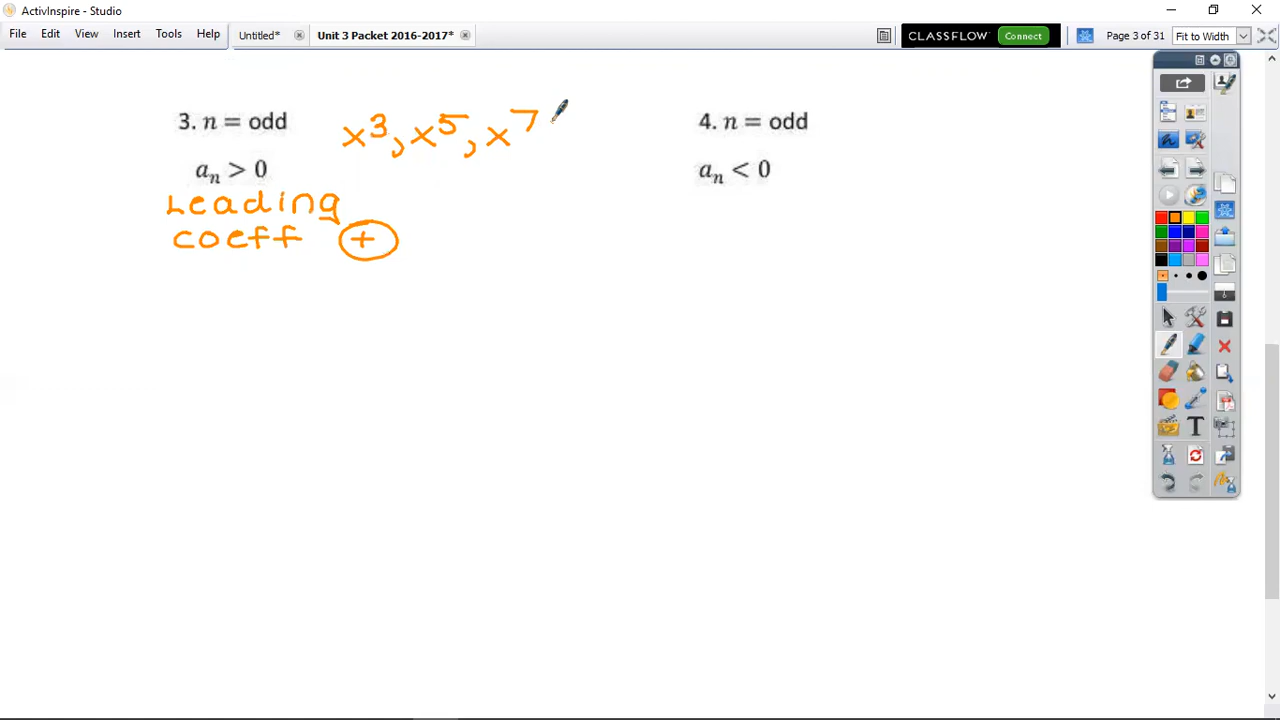 ActivInspire - Studio
File Edit View Insert Tools Help Untitled* Unit 3 Packet 2016-2017* CLASSFLOW Connect Page 3 of 31 Fit to Width
3. n = odd x³, x⁵, x⁷ 4. n = odd
aₙ > 0 aₙ < 0
Leading
coeff +
T